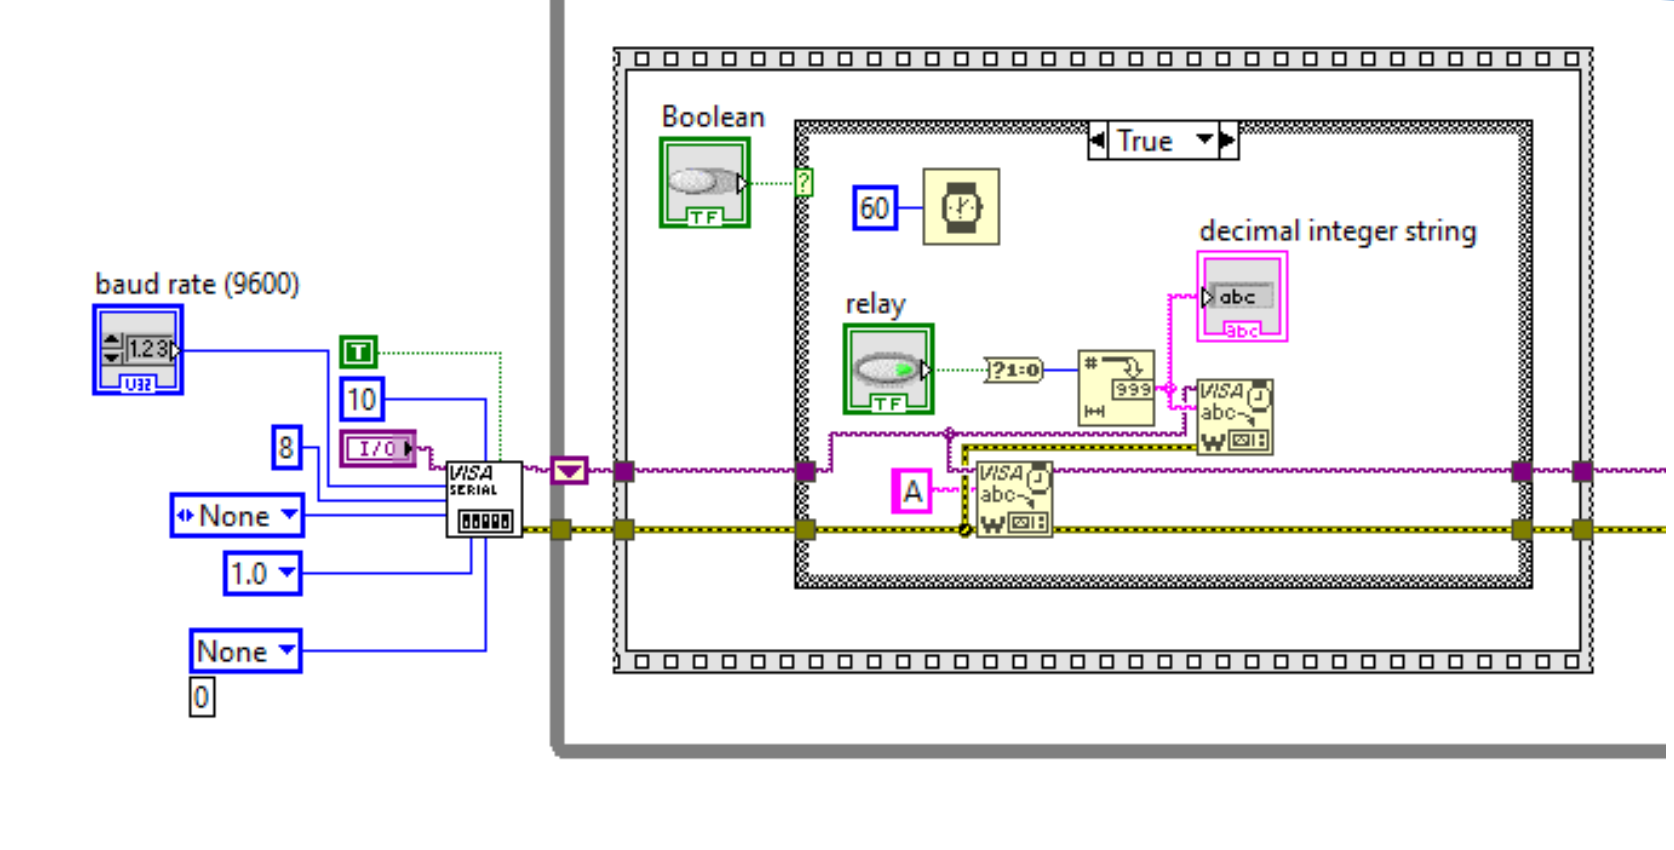 Boolean
TF
True
?
60
decimal integer string
abc
abc
baud rate (9600)
1.23
U32
relay
TF
?1:0
#
999
T
10
I/O
8
VISA
abc
W
VISA
SERIAL
A
VISA
abc
W
None
1.0
None
0